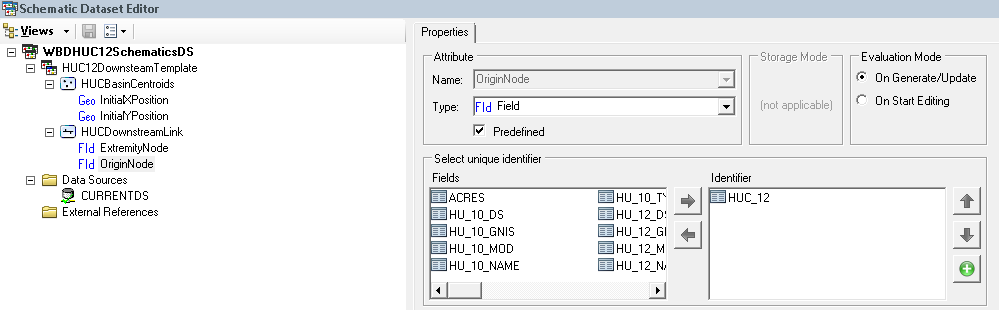 Schematic Dataset Editor
Views
WBDHUC12SchematicsDS
HUC12DownsteamTemplate
HUCBasinCentroids
Geo InitialXPosition
Geo InitialYPosition
HUCDownstreamLink
Fld ExtremityNode
Fld OriginNode
Data Sources
CURRENTDS
External References
Properties
Attribute
Name: OriginNode
Type: Fld Field
Predefined
Storage Mode
(not applicable)
Evaluation Mode
On Generate/Update
On Start Editing
Select unique identifier
Fields
ACRES HU_10_TY
HU_10_DS HU_12_DS
HU_10_GNIS HU_12_GI
HU_10_MOD HU_12_M
HU_10_NAME HU_12_NA
Identifier
HUC_12